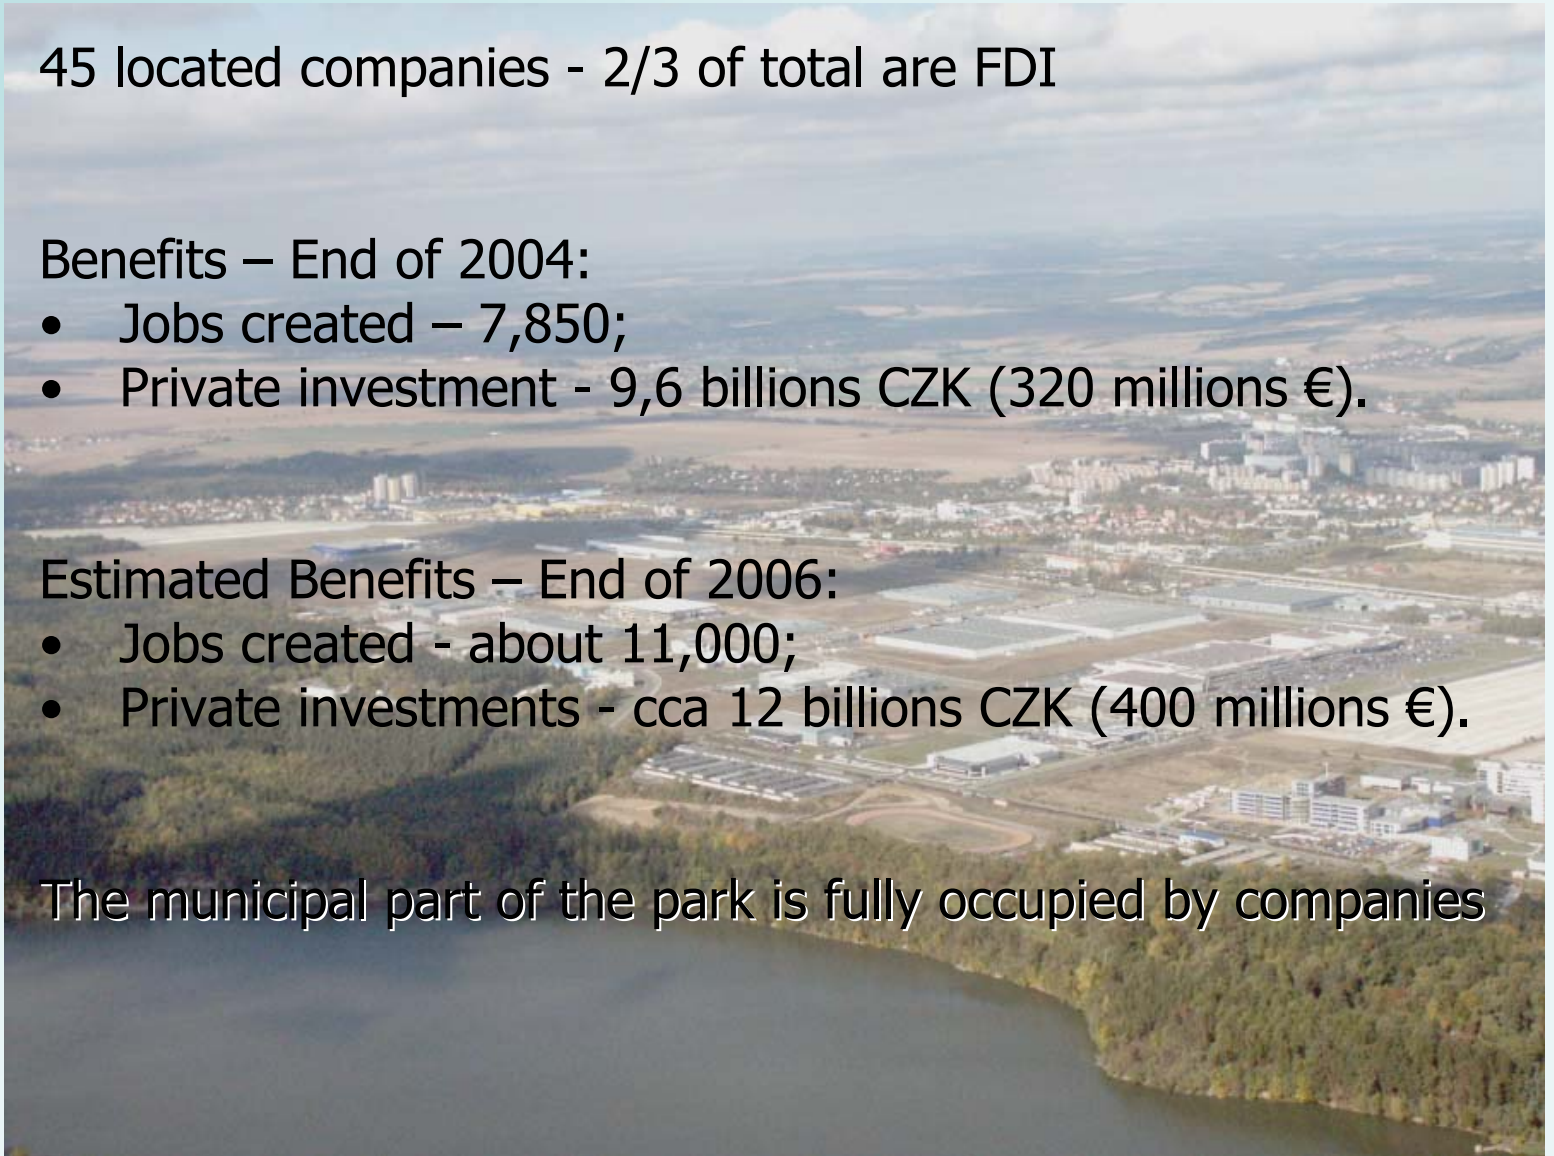 45 located companies - 2/3 of total are FDI
Benefits – End of 2004:
• Jobs created – 7,850;
• Private investment - 9,6 billions CZK (320 millions €).
Estimated Benefits – End of 2006:
• Jobs created - about 11,000;
• Private investments - cca 12 billions CZK (400 millions €).
The municipal part of the park is fully occupied by companies